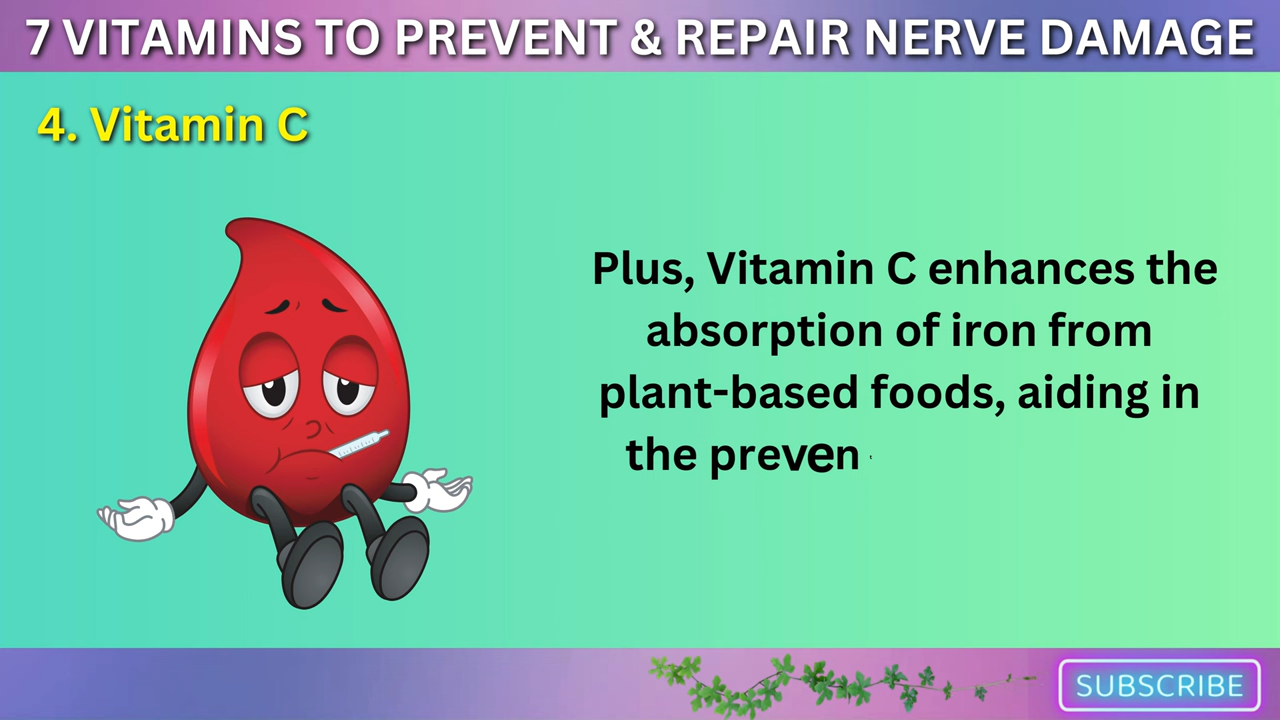 7 VITAMINS TO PREVENT & REPAIR NERVE DAMAGE
4. Vitamin C
Plus, Vitamin C enhances the
absorption of iron from
plant-based foods, aiding in
the preven
SUBSCRIBE